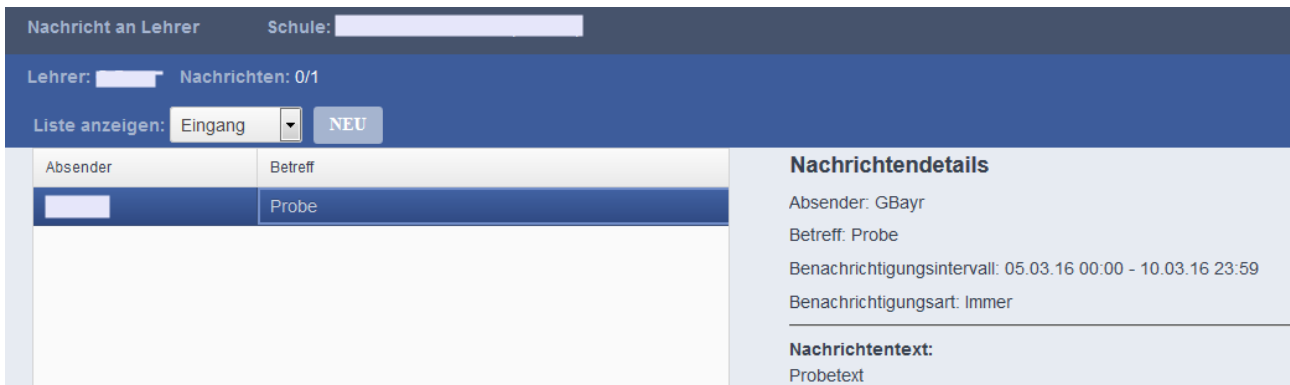 Nachricht an Lehrer Schule:
Lehrer: Nachrichten: 0/1
Liste anzeigen: Eingang NEU
Absender Betreff
Probe
Nachrichtendetails
Absender: GBayr
Betreff: Probe
Benachrichtigungsintervall: 05.03.16 00:00 - 10.03.16 23:59
Benachrichtigungsart: Immer
Nachrichtentext:
Probetext